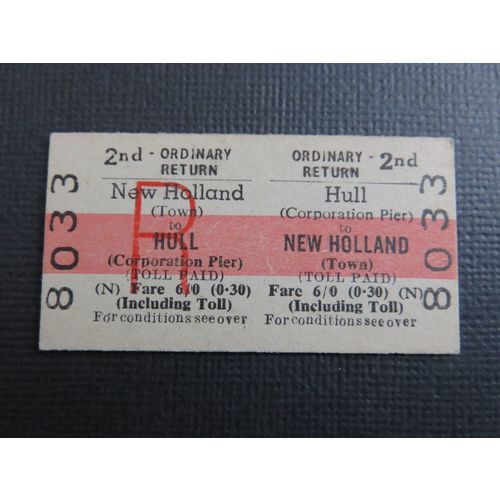 8033
2nd - ORDINARY
RETURN
New Holland
(Town)
to
HULL
(Corporation Pier)
(TOLL PAID)
(N) Fare 6/0 (0·30)
(Including Toll)
For conditions see over
R
ORDINARY - 2nd
RETURN
Hull
(Corporation Pier)
to
NEW HOLLAND
(Town)
(TOLL PAID)
Fare 6/0 (0·30) (N)
(Including Toll)
For conditions see over
8033